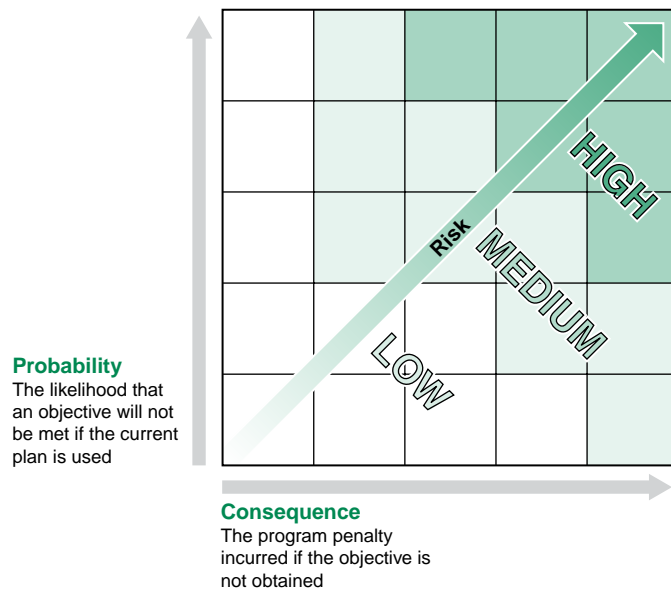 HIGH
Risk
MEDIUM
LOW
Probability
The likelihood that
an objective will not
be met if the current
plan is used
Consequence
The program penalty
incurred if the objective is
not obtained